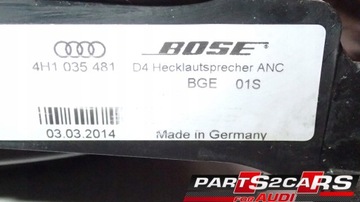 BOSE
4H1 035 481 D4 Hecklautsprecher ANC
BGE 01S
03.03.2014 Made in Germany
PARTS2CARS
FOR AUDI